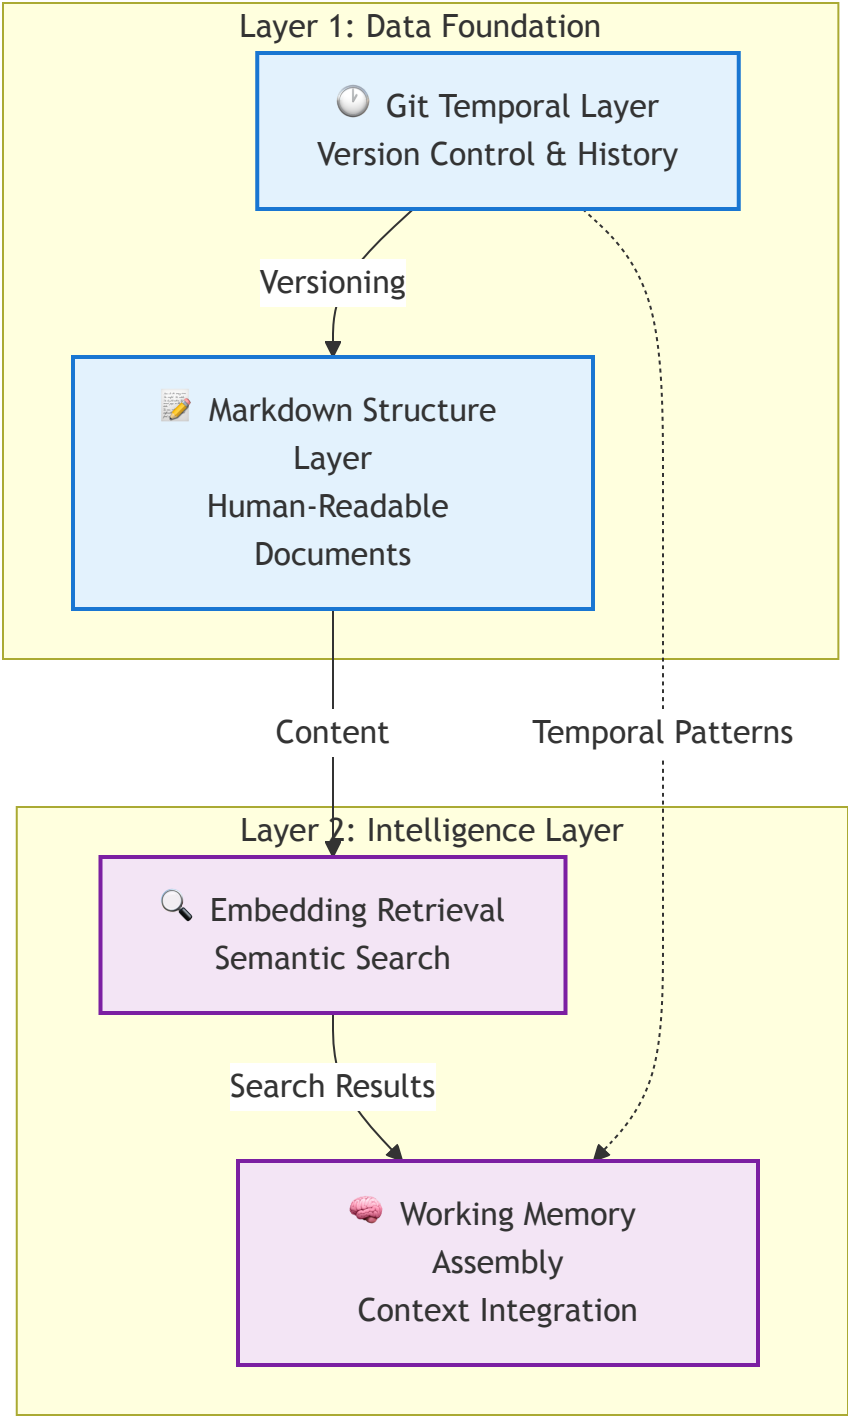 Layer 1: Data Foundation
Git Temporal Layer
Version Control & History
Versioning
Markdown Structure
Layer
Human-Readable
Documents
Content
Temporal Patterns
Layer 2: Intelligence Layer
Embedding Retrieval
Semantic Search
Search Results
Working Memory
Assembly
Context Integration